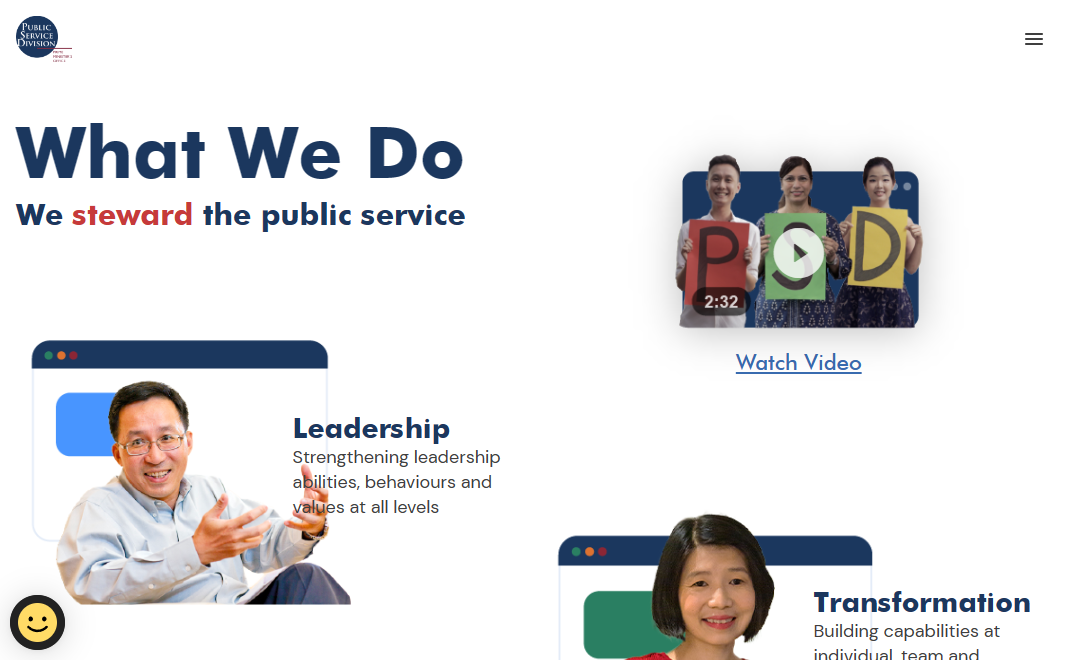 PUBLIC
SERVICE
DIVISION
What We Do
We steward the public service
P S D
2:32
Watch Video
Leadership
Strengthening leadership
abilities, behaviours and
values at all levels
Transformation
Building capabilities at
individual, team and